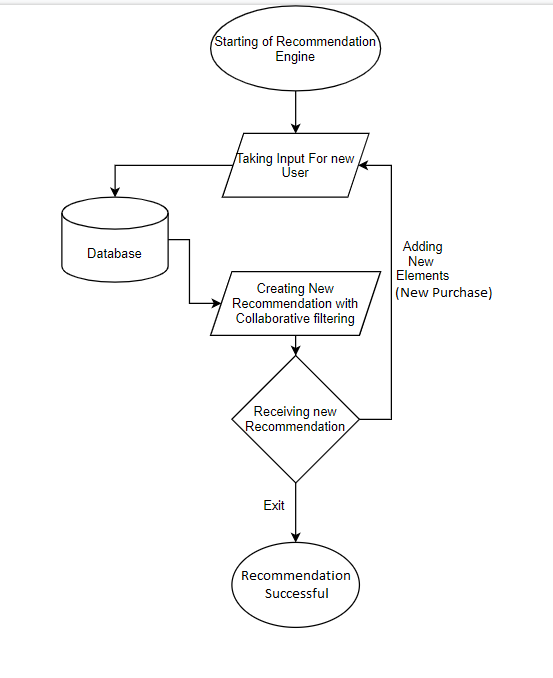 Starting of Recommendation
Engine
Taking Input For new
User
Database
Adding
New
Elements
(New Purchase)
Creating New
Recommendation with
Collaborative filtering
Receiving new
Recommendation
Exit
Recommendation
Successful